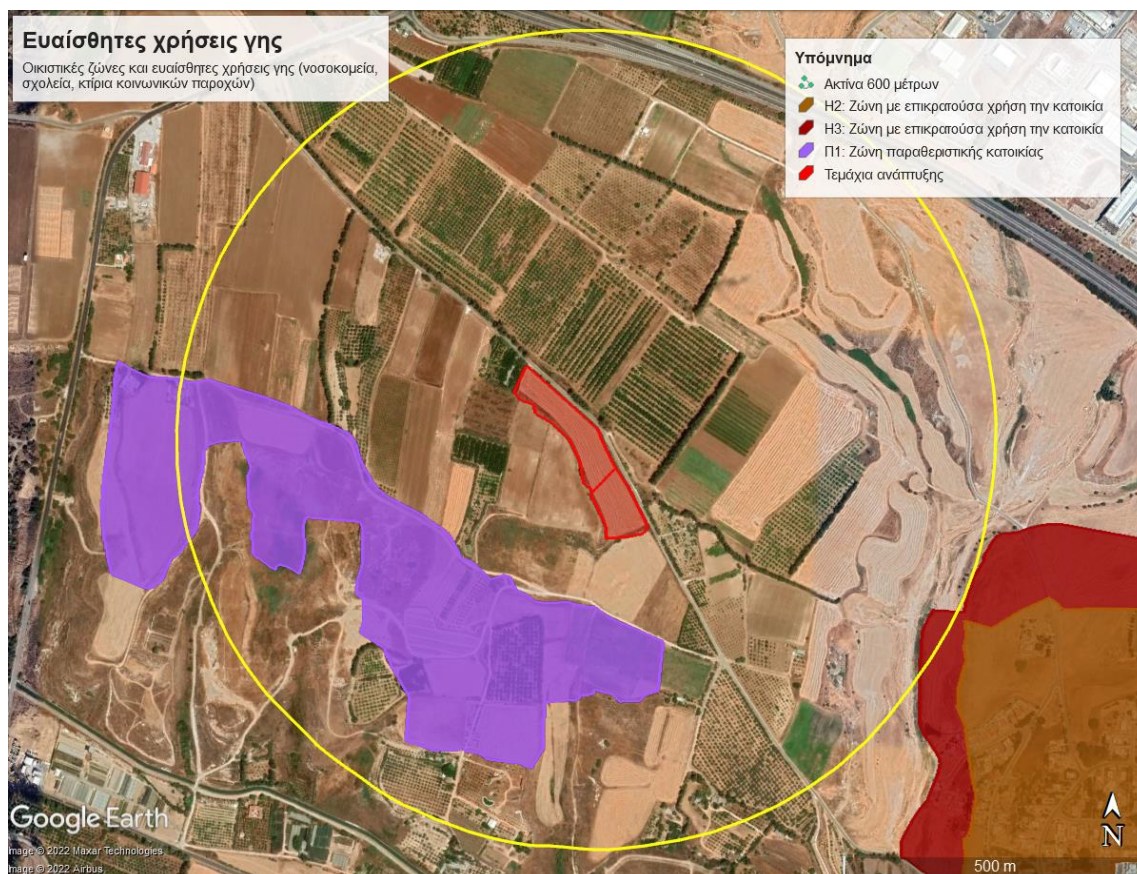 Ευαίσθητες χρήσεις γης
Οικιστικές ζώνες και ευαίσθητες χρήσεις γης (νοσοκομεία,
σχολεία, κτίρια κοινωνικών παροχών)
Υπόμνημα
Ακτίνα 600 μέτρων
Η2: Ζώνη με επικρατούσα χρήση την κατοικία
Η3: Ζώνη με επικρατούσα χρήση την κατοικία
Π1: Ζώνη παραθεριστικής κατοικίας
Τεμάχια ανάπτυξης
Google Earth
mage © 2022 Maxar Technologies
mage © 2022 Airbus
N
500 m